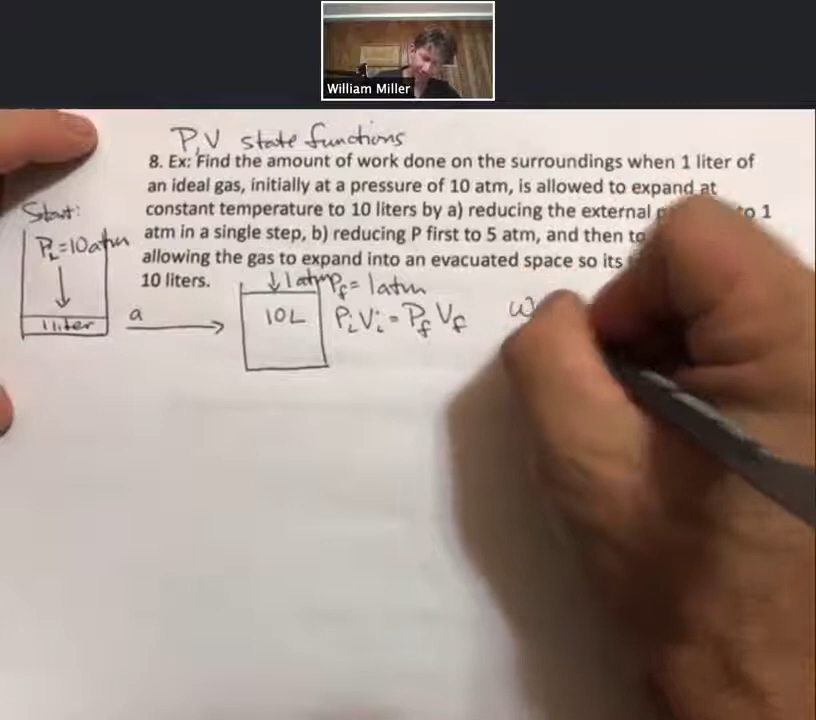 William Miller
P,V state functions
8. Ex: Find the amount of work done on the surroundings when 1 liter of
an ideal gas, initially at a pressure of 10 atm, is allowed to expand at
constant temperature to 10 liters by a) reducing the external to 1
atm in a single step, b) reducing P first to 5 atm, and then to
allowing the gas to expand into an evacuated space so its
10 liters.
Start:
Pi=10atm
1 liter
a
↓1atm
10L
Pf= 1atm
PiVi=PfVf
w